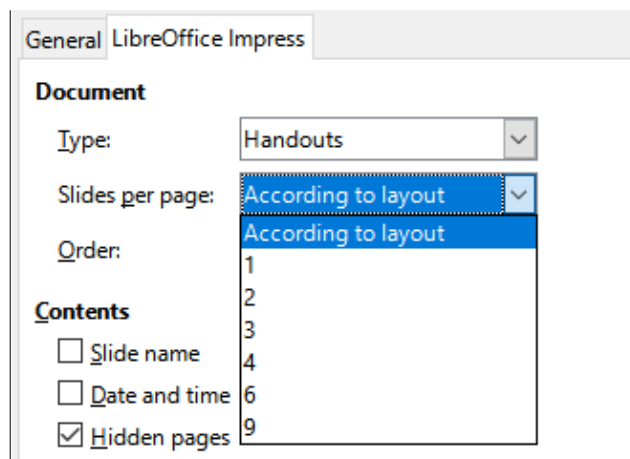 General LibreOffice Impress
Document
Type: Handouts
Slides per page: According to layout
According to layout
Order:
1
2
Contents
3
Slide name
4
Date and time
6
Hidden pages
9